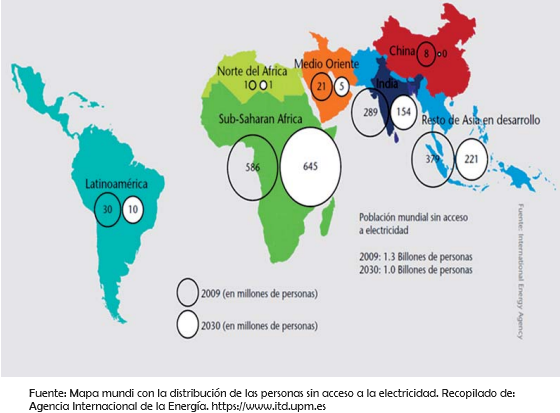 China
8
0
Medio Oriente
21
5
Norte del Africa
1
1
India
289
154
Sub-Saharan Africa
586
645
Resto de Asia en desarrollo
379
221
Latinoamérica
30
10
Población mundial sin acceso
a electricidad
2009: 1.3 Billones de personas
2030: 1.0 Billones de personas
2009 (en millones de personas)
2030 (en millones de personas)
Fuente: International Energy Agency
Fuente: Mapa mundi con la distribución de las personas sin acceso a la electricidad. Recopilado de:
Agencia Internacional de la Energía. https://www.itd.upm.es